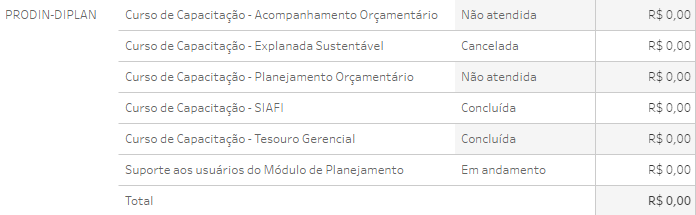 PRODIN-DIPLAN Curso de Capacitação - Acompanhamento Orçamentário Não atendida R$ 0,00
Curso de Capacitação - Explanada Sustentável Cancelada R$ 0,00
Curso de Capacitação - Planejamento Orçamentário Não atendida R$ 0,00
Curso de Capacitação - SIAFI Concluída R$ 0,00
Curso de Capacitação - Tesouro Gerencial Concluída R$ 0,00
Suporte aos usuários do Módulo de Planejamento Em andamento R$ 0,00
Total R$ 0,00